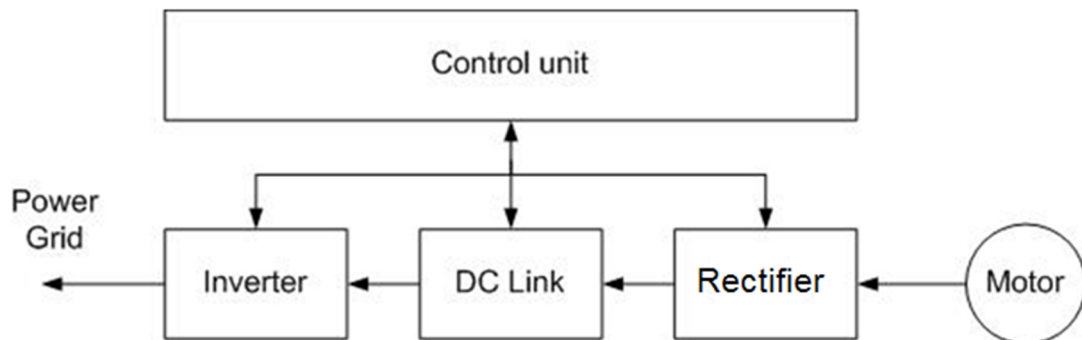 Control unit
Power
Grid
Inverter
DC Link
Rectifier
Motor